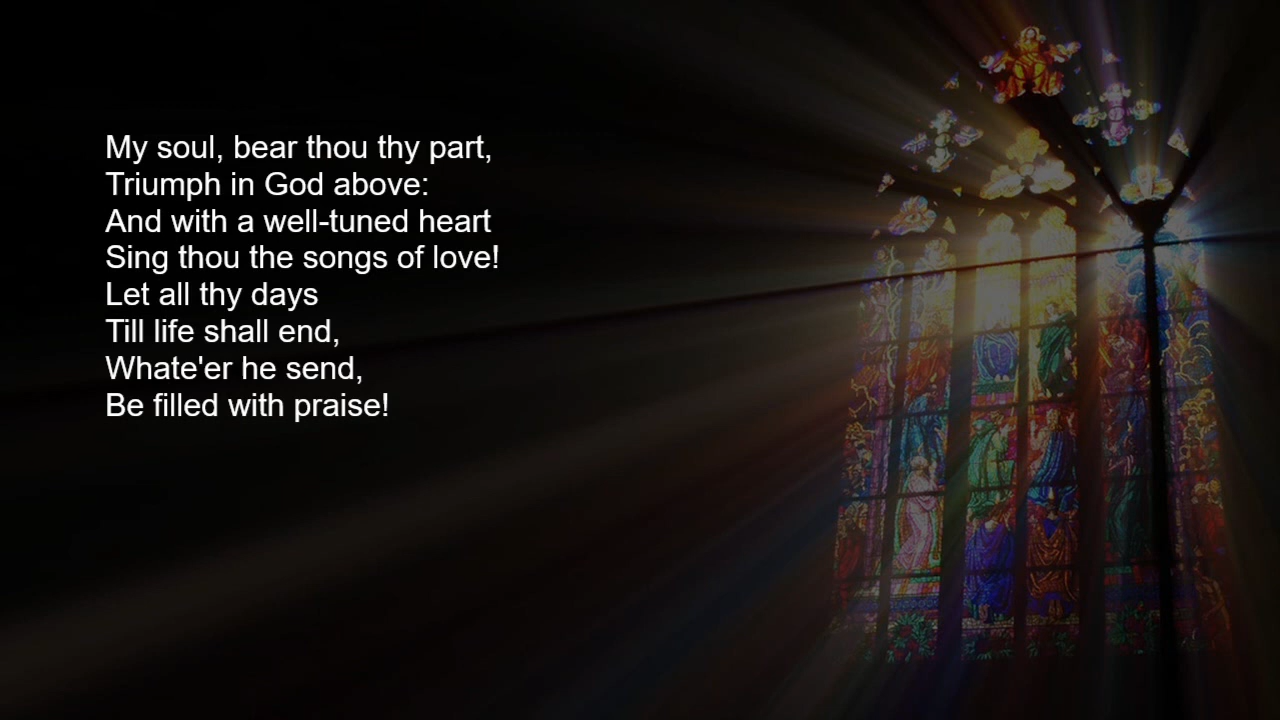 My soul, bear thou thy part,
Triumph in God above:
And with a well-tuned heart
Sing thou the songs of love!
Let all thy days
Till life shall end,
Whate'er he send,
Be filled with praise!